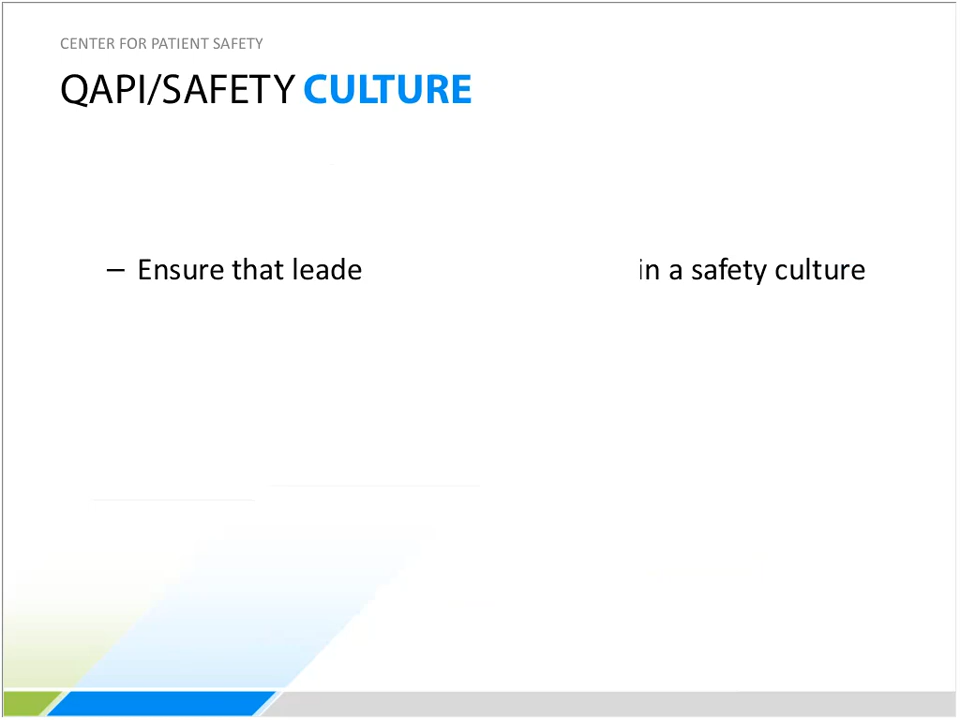 CENTER FOR PATIENT SAFETY
QAPI/SAFETY CULTURE
– Ensure that leade in a safety culture